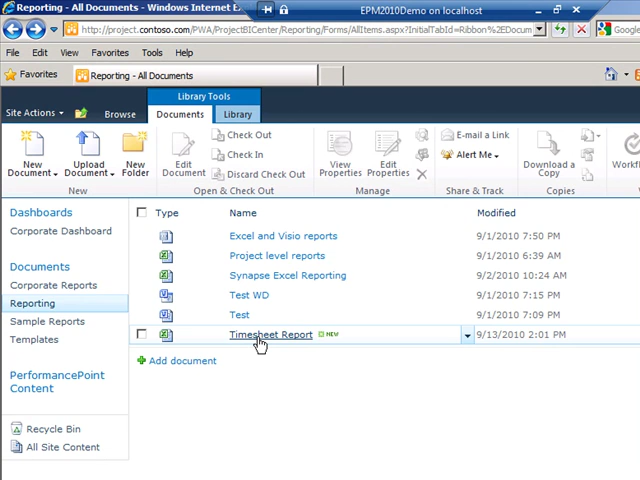 Reporting - All Documents - Windows Internet E
EPM2010Demo on localhost
http://project.contoso.com/PWA/ProjectBICenter/Reporting/Forms/AllItems.aspx?InitialTabId=Ribbon%2EDocum
Google
File Edit View Favorites Tools Help
Favorites Reporting - All Documents
Library Tools
Site Actions Browse Documents Library
New Document
Upload Document
New Folder
Edit Document
Check Out
Check In
Discard Check Out
View Properties
Edit Properties
E-mail a Link
Alert Me
Download a Copy
Workf
New Open & Check Out Manage Share & Track Copies
Dashboards
Corporate Dashboard
Documents
Corporate Reports
Reporting
Sample Reports
Templates
PerformancePoint
Content
Recycle Bin
All Site Content
Type Name Modified
Excel and Visio reports 9/1/2010 7:50 PM
Project level reports 9/1/2010 6:39 AM
Synapse Excel Reporting 9/2/2010 10:24 AM
Test WD 9/1/2010 7:15 PM
Test 9/1/2010 7:09 PM
Timesheet Report NEW 9/13/2010 2:01 PM
Add document